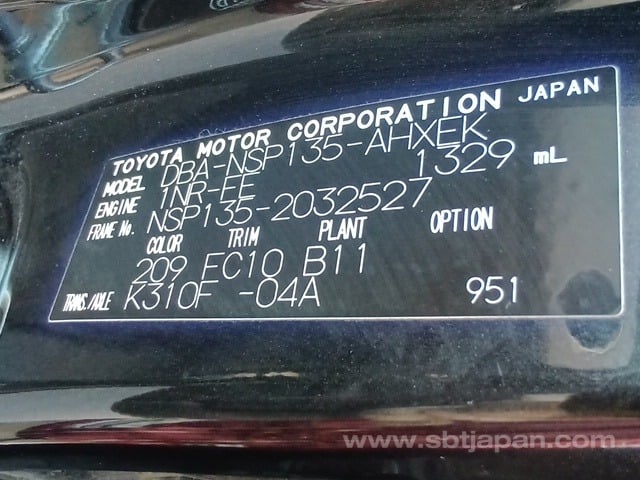 TOYOTA MOTOR CORPORATION JAPAN
MODEL DBA-NSP135-AHXEK
ENGINE 1NR-FE 1329 mL
FRAME No. NSP135-2032527
COLOR TRIM PLANT OPTION
209 FC10 B11
TRANS./AXLE K310F -04A 951
www.sbtjapan.com